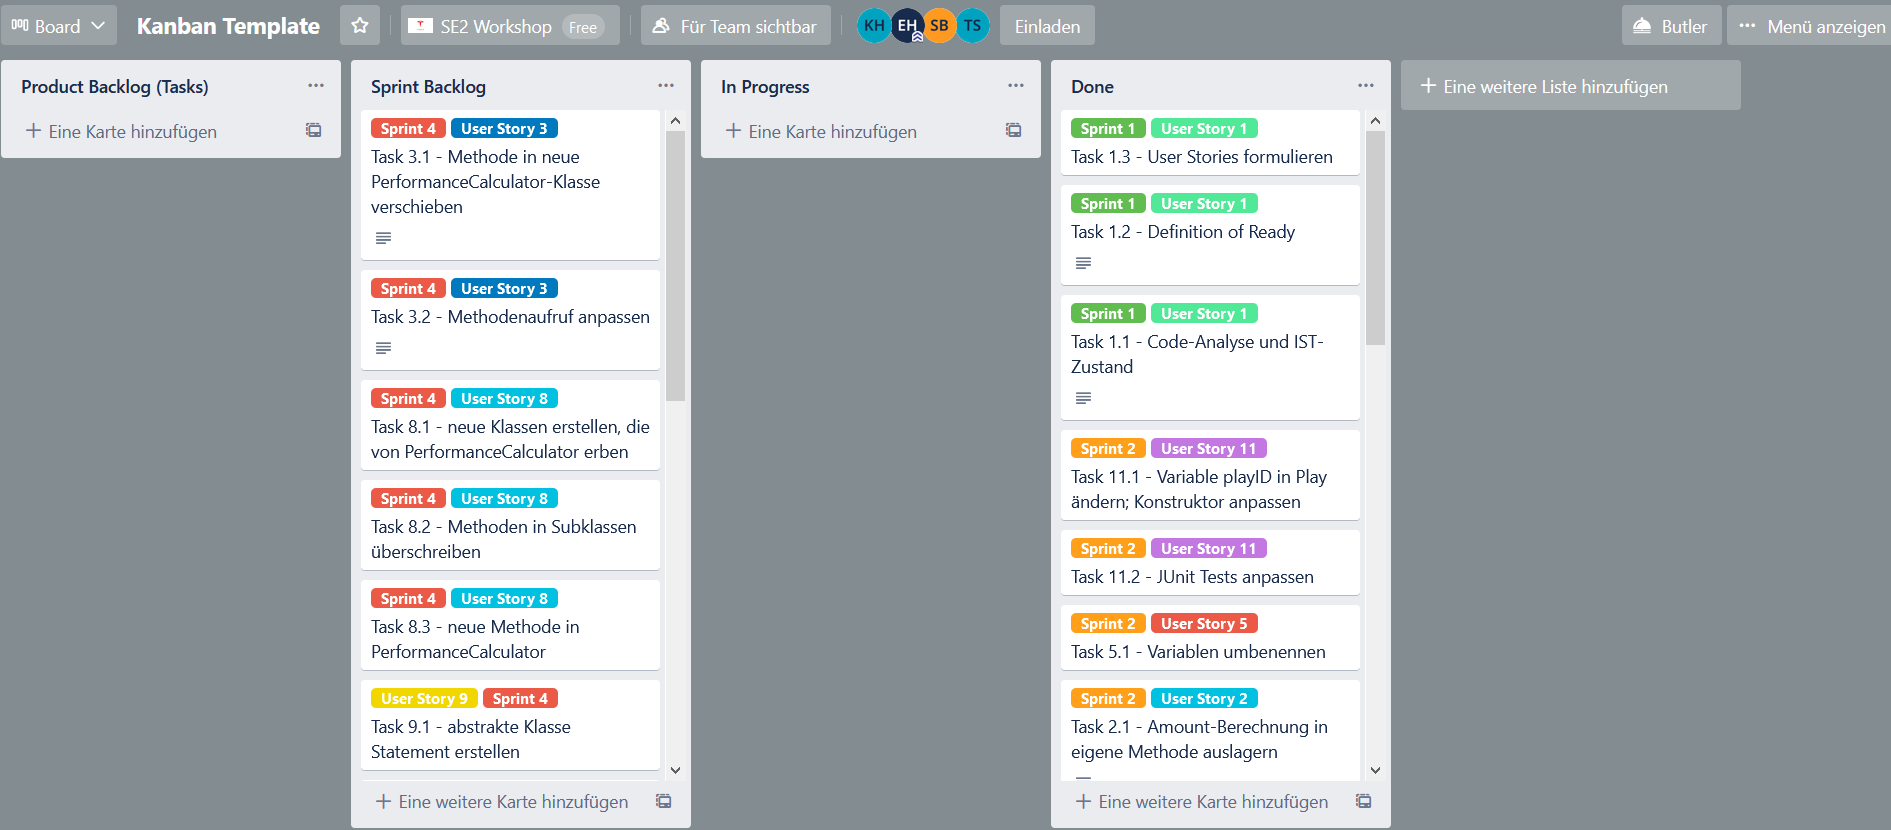 Board
Kanban Template
SE2 Workshop Free
Für Team sichtbar
KH EH SB TS
Einladen
Butler
Menü anzeigen
Product Backlog (Tasks)
Eine Karte hinzufügen
Sprint Backlog
Sprint 4 User Story 3
Task 3.1 - Methode in neue
PerformanceCalculator-Klasse
verschieben
Sprint 4 User Story 3
Task 3.2 - Methodenaufruf anpassen
Sprint 4 User Story 8
Task 8.1 - neue Klassen erstellen, die
von PerformanceCalculator erben
Sprint 4 User Story 8
Task 8.2 - Methoden in Subklassen
überschreiben
Sprint 4 User Story 8
Task 8.3 - neue Methode in
PerformanceCalculator
User Story 9 Sprint 4
Task 9.1 - abstrakte Klasse
Statement erstellen
Eine weitere Karte hinzufügen
In Progress
Eine Karte hinzufügen
Done
Sprint 1 User Story 1
Task 1.3 - User Stories formulieren
Sprint 1 User Story 1
Task 1.2 - Definition of Ready
Sprint 1 User Story 1
Task 1.1 - Code-Analyse und IST-
Zustand
Sprint 2 User Story 11
Task 11.1 - Variable playID in Play
ändern; Konstruktor anpassen
Sprint 2 User Story 11
Task 11.2 - JUnit Tests anpassen
Sprint 2 User Story 5
Task 5.1 - Variablen umbenennen
Sprint 2 User Story 2
Task 2.1 - Amount-Berechnung in
eigene Methode auslagern
Eine weitere Karte hinzufügen
Eine weitere Liste hinzufügen